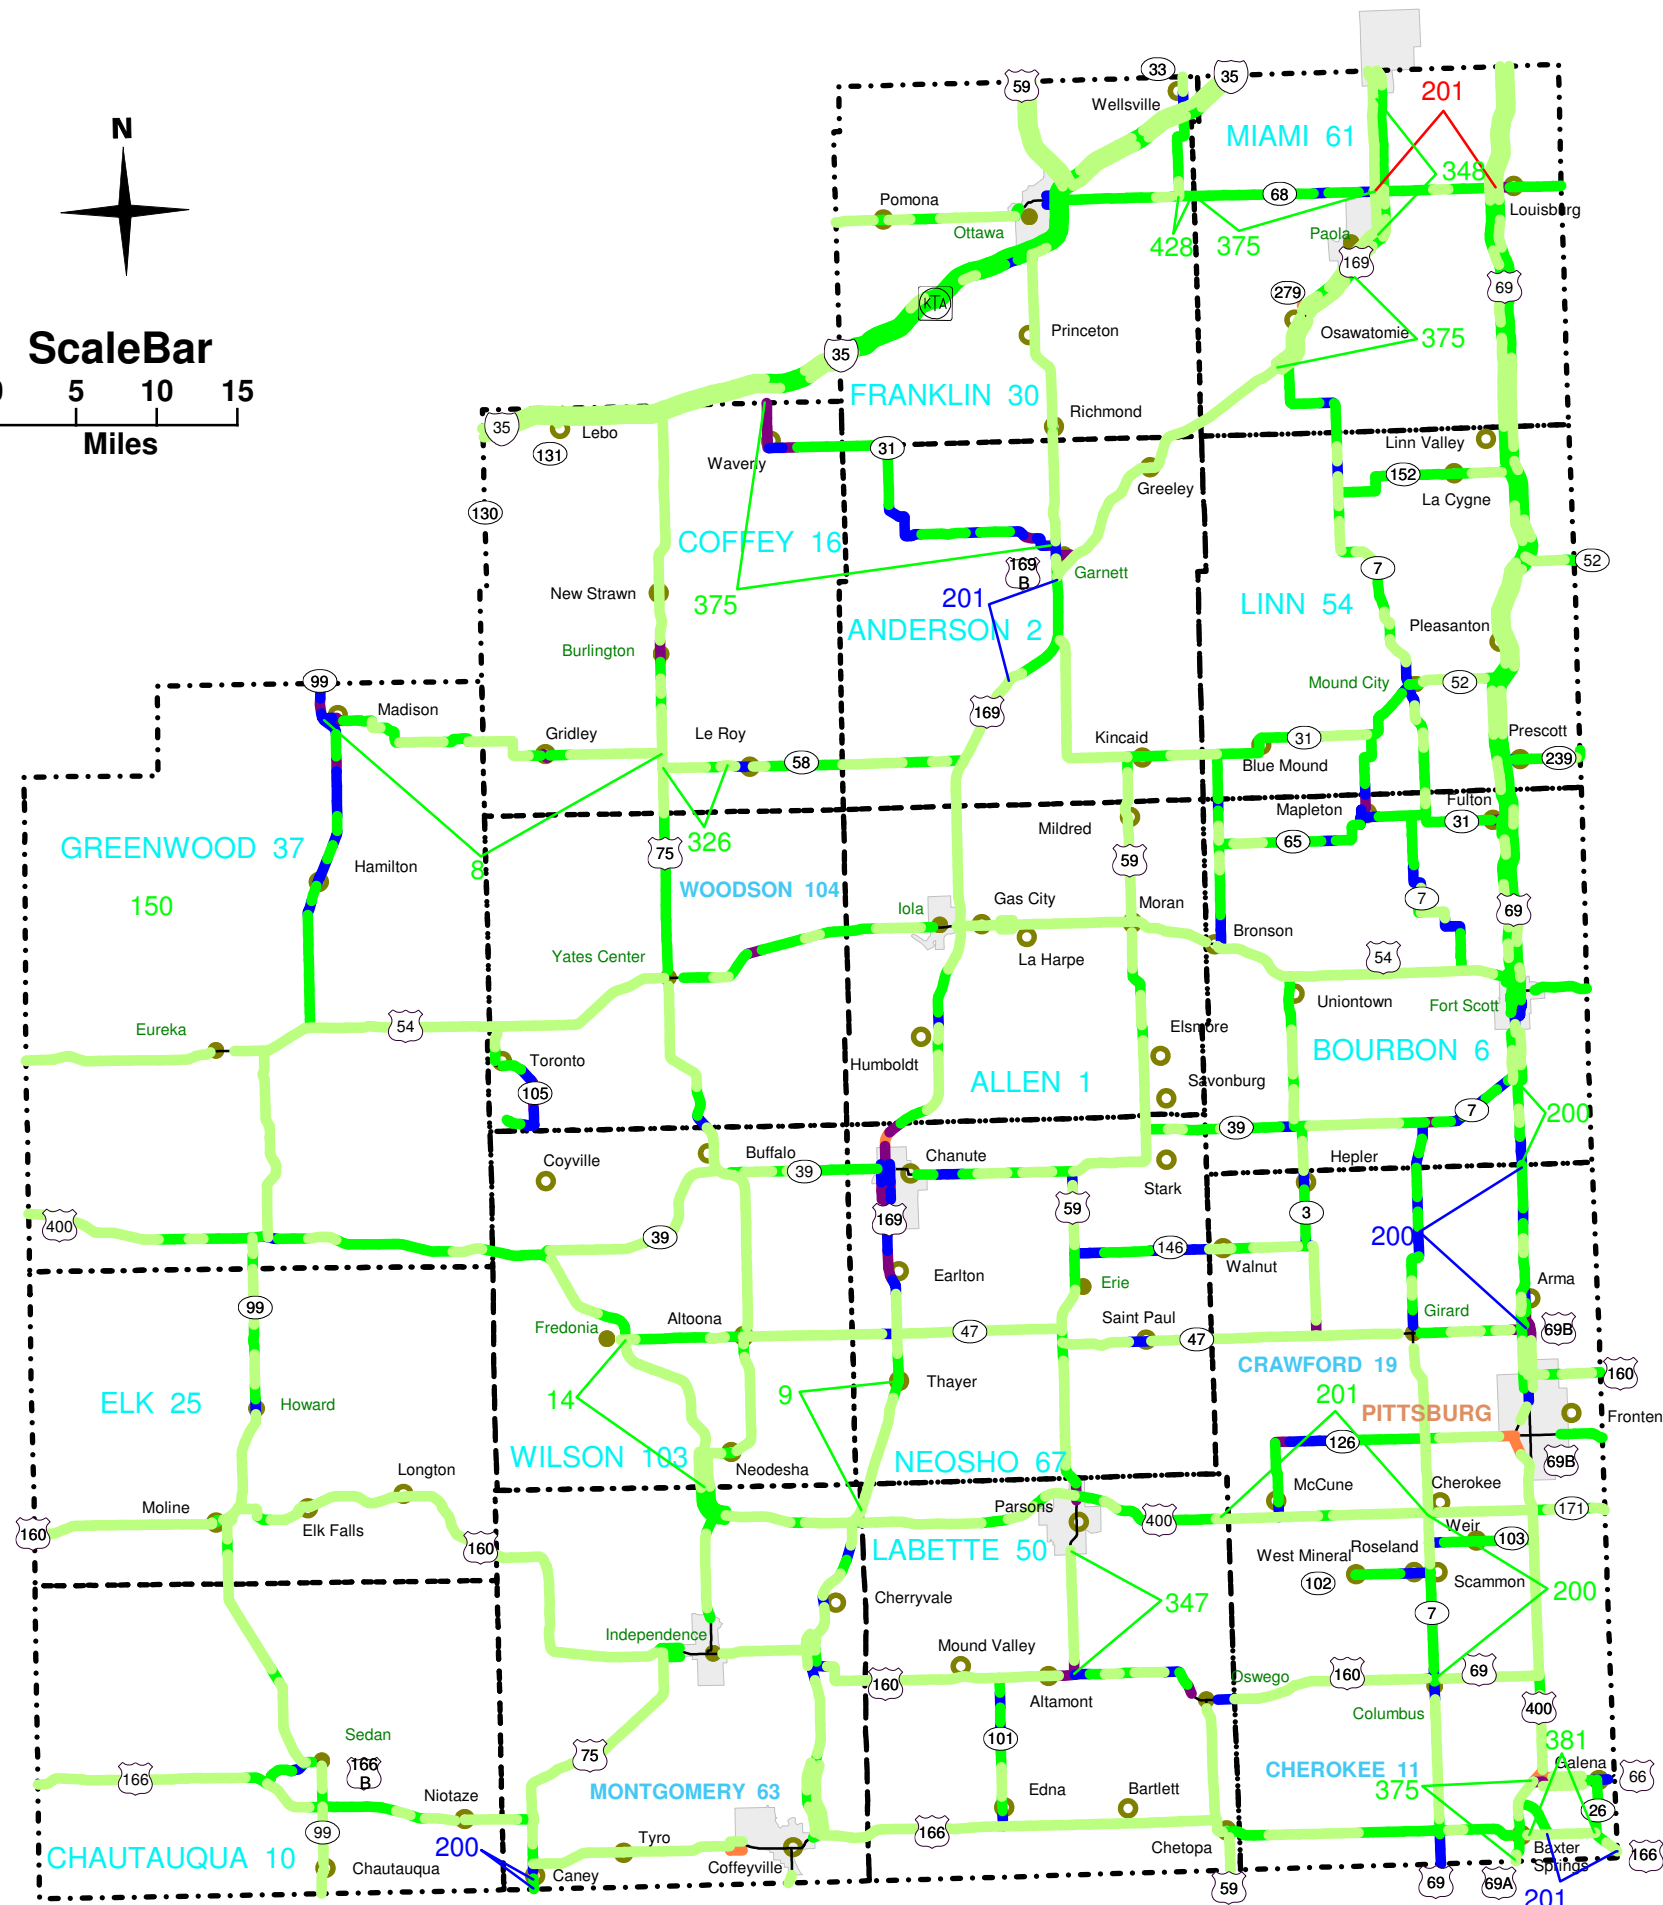 33
35
59
Wellsville
201
N
MIAMI 61
348
Pomona
68
Louisburg
Ottawa
428
375
Paola
169
279
69
KTA
Osawatomie
375
Princeton
ScaleBar
35
5
10
15
Miles
FRANKLIN 30
Richmond
35
Lebo
131
Waverly
31
Linn Valley
152
La Cygne
Greeley
130
COFFEY 16
52
169
B
Garnett
7
New Strawn
375
201
LINN 54
ANDERSON 2
Pleasanton
Burlington
99
Mound City
52
Madison
169
Gridley
Le Roy
Kincaid
31
Prescott
58
Blue Mound
239
Mapleton
Fulton
326
Mildred
65
31
GREENWOOD 37
75
59
Hamilton
8
WOODSON 104
150
Iola
Gas City
Moran
7
69
Bronson
Yates Center
La Harpe
54
Uniontown
Fort Scott
Eureka
54
Elsmore
BOURBON 6
Toronto
Humboldt
ALLEN 1
Savonburg
105
7
200
39
Buffalo
Chanute
Hepler
Coyville
39
Stark
59
3
400
169
39
200
146
Walnut
Earlton
Erie
Arma
99
Saint Paul
Girard
Fredonia
Altoona
47
47
69B
CRAWFORD 19
160
Thayer
ELK 25
Howard
14
9
201
PITTSBURG
Fronten
126
WILSON 103
NEOSHO 67
69B
Longton
Neodesha
McCune
Cherokee
Moline
Elk Falls
Parsons
400
171
160
Weir
160
LABETTE 50
103
West Mineral
Roseland
102
Scammon
Cherryvale
347
200
7
Independence
Mound Valley
160
Altamont
Oswego
160
69
Columbus
400
Sedan
101
381
166
166
B
75
CHEROKEE 11
Galena
66
Niotaze
MONTGOMERY 63
Edna
Bartlett
375
26
99
166
Tyro
Chetopa
Baxter
Springs
166
CHAUTAUQUA 10
200
Chautauqua
Caney
Coffeyville
59
69
69A
201